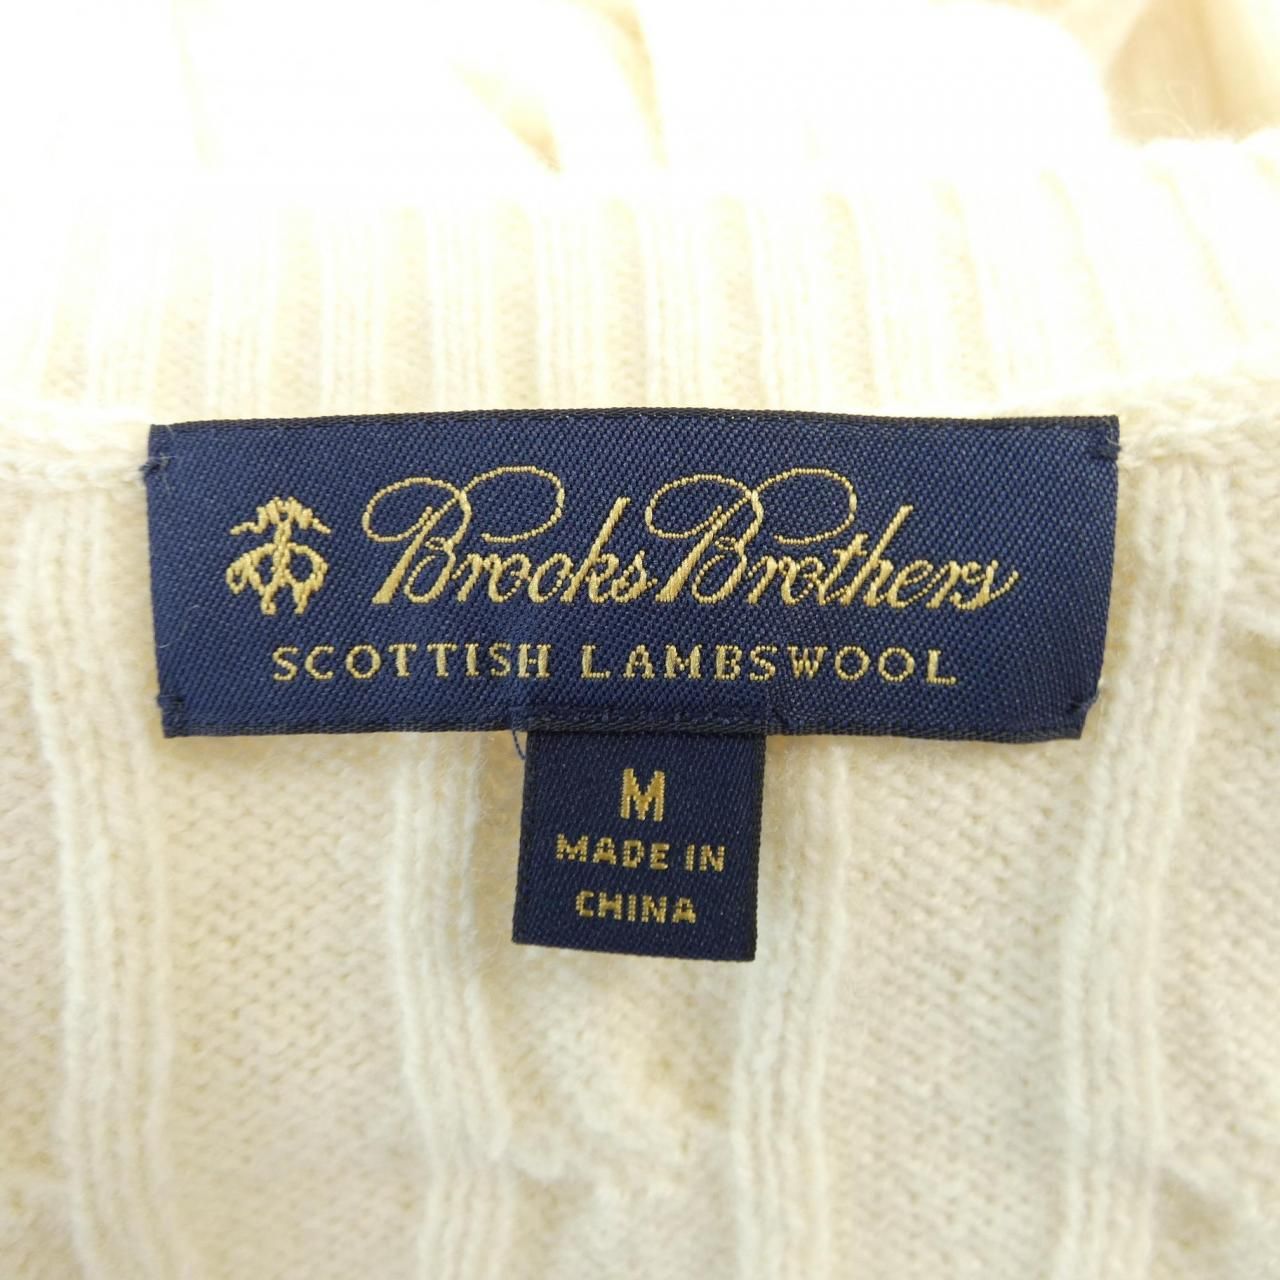 Brooks Brothers
SCOTTISH LAMBSWOOL
M
MADE IN
CHINA